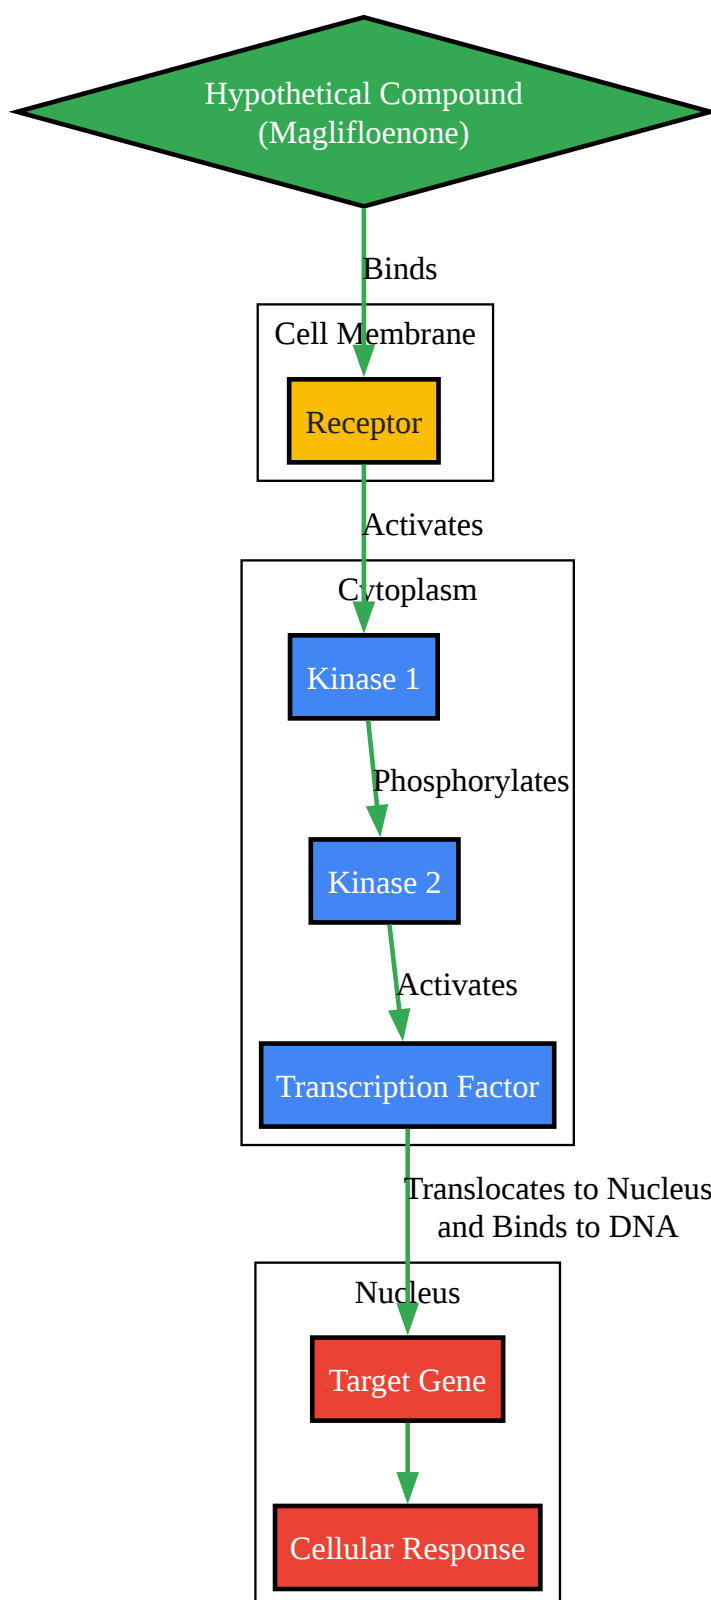 Hypothetical Compound
(Maglifloenone)
Binds
Cell Membrane
Receptor
Activates
Cytoplasm
Kinase 1
Phosphorylates
Kinase 2
Activates
Transcription Factor
Translocates to Nucleus
and Binds to DNA
Nucleus
Target Gene
Cellular Response